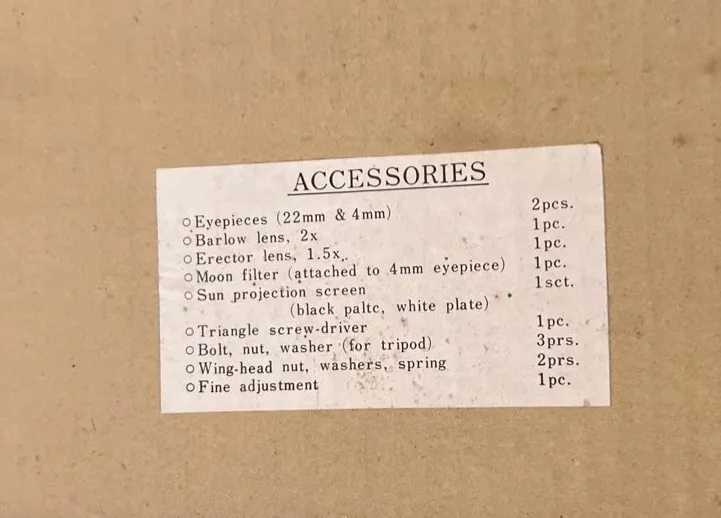 ACCESSORIES
○ Eyepieces (22mm & 4mm) 2pcs.
○ Barlow lens, 2x 1pc.
○ Erector lens, 1.5x. 1pc.
○ Moon filter (attached to 4mm eyepiece) 1pc.
○ Sun projection screen 1sct.
(black paltc, white plate)
○ Triangle screw-driver 1pc.
○ Bolt, nut, washer (for tripod) 3prs.
○ Wing-head nut, washers, spring 2prs.
○ Fine adjustment 1pc.